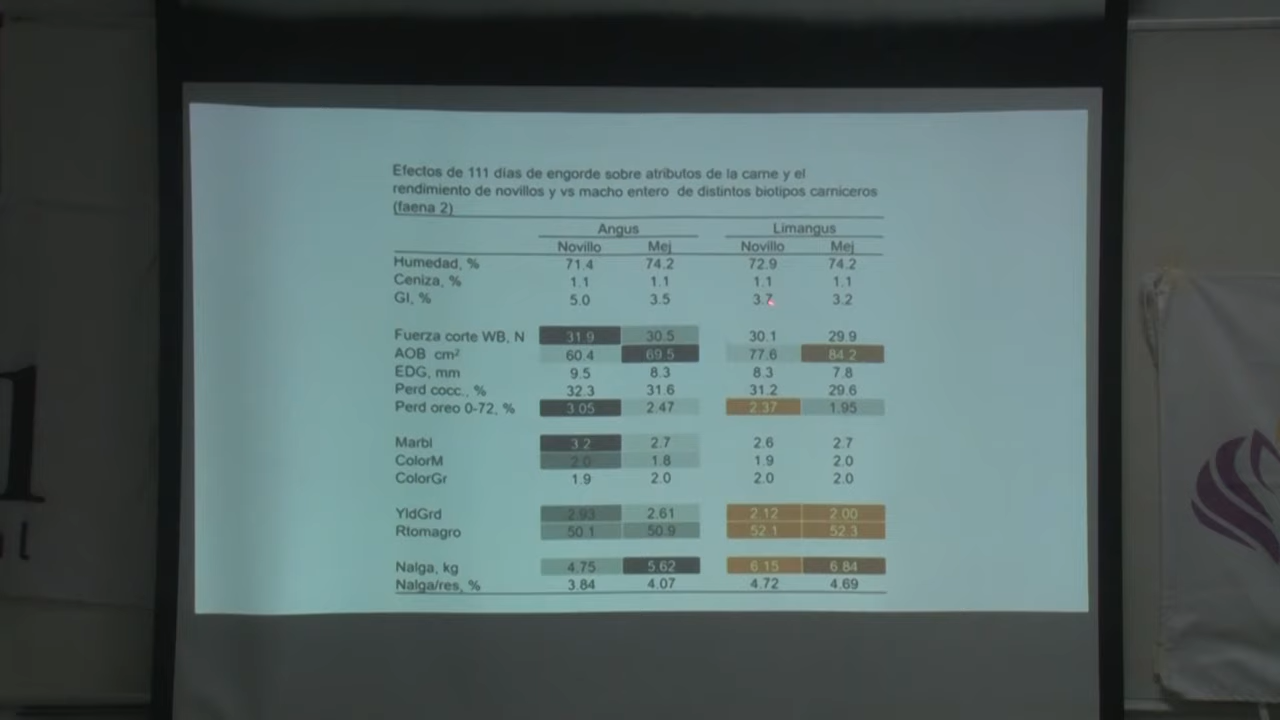 Efectos de 111 días de engorde sobre atributos de la carne y el
rendimiento de novillos y vs macho entero de distintos biotipos carniceros
(faena 2)
Angus Limangus
Novillo Mej Novillo Mej
Humedad, % 71.4 74.2 72.9 74.2
Ceniza, % 1.1 1.1 1.1 1.1
GI, % 5.0 3.5 3.7 3.2
Fuerza corte WB, N 31.9 30.5 30.1 29.9
AOB cm² 60.4 69.5 77.6 84.2
EDG, mm 9.5 8.3 8.3 7.8
Perd cocc., % 32.3 31.6 31.2 29.6
Perd oreo 0-72, % 3.05 2.47 2.37 1.95
Marbl 3.2 2.7 2.6 2.7
ColorM 2.0 1.8 1.9 2.0
ColorGr 1.9 2.0 2.0 2.0
YldGrd 2.93 2.61 2.12 2.00
Rtomagro 50.1 50.9 52.1 52.3
Nalga, kg 4.75 5.62 6.15 6.84
Nalga/res, % 3.84 4.07 4.72 4.69